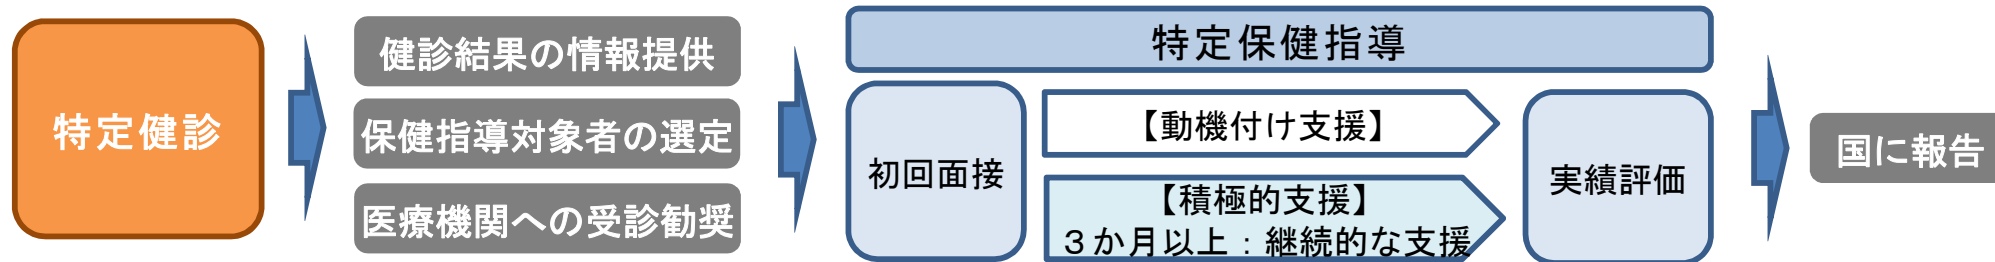 特定健診
健診結果の情報提供
保健指導対象者の選定
医療機関への受診勧奨
特定保健指導
初回面接
【動機付け支援】
【積極的支援】
３か月以上：継続的な支援
実績評価
国に報告